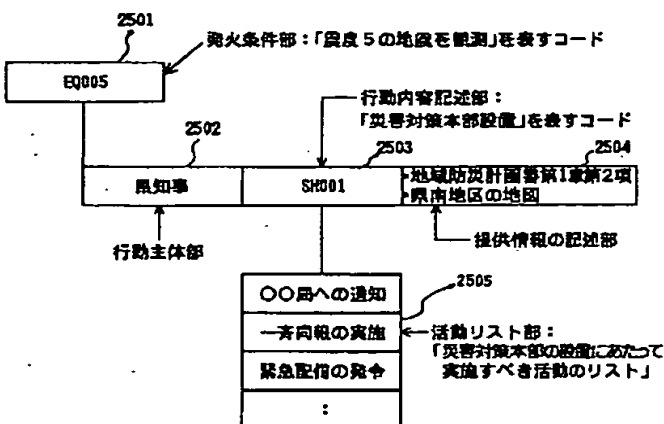 2501
発火条件部:「震度5の地震を観測」を表すコード
EQ005
行動内容記述部:
「災害対策本部設置」を表すコード
2502
2503
2504
県知事
SH001
・地域防災計画書第1章第2項
・県南地区の地図
行動主体部
提供情報の記述部
2505
〇〇局への通知
一斉同報の実施
活動リスト部:
「災害対策本部の設置にあたって
実施すべき活動のリスト」
緊急配備の発令
: